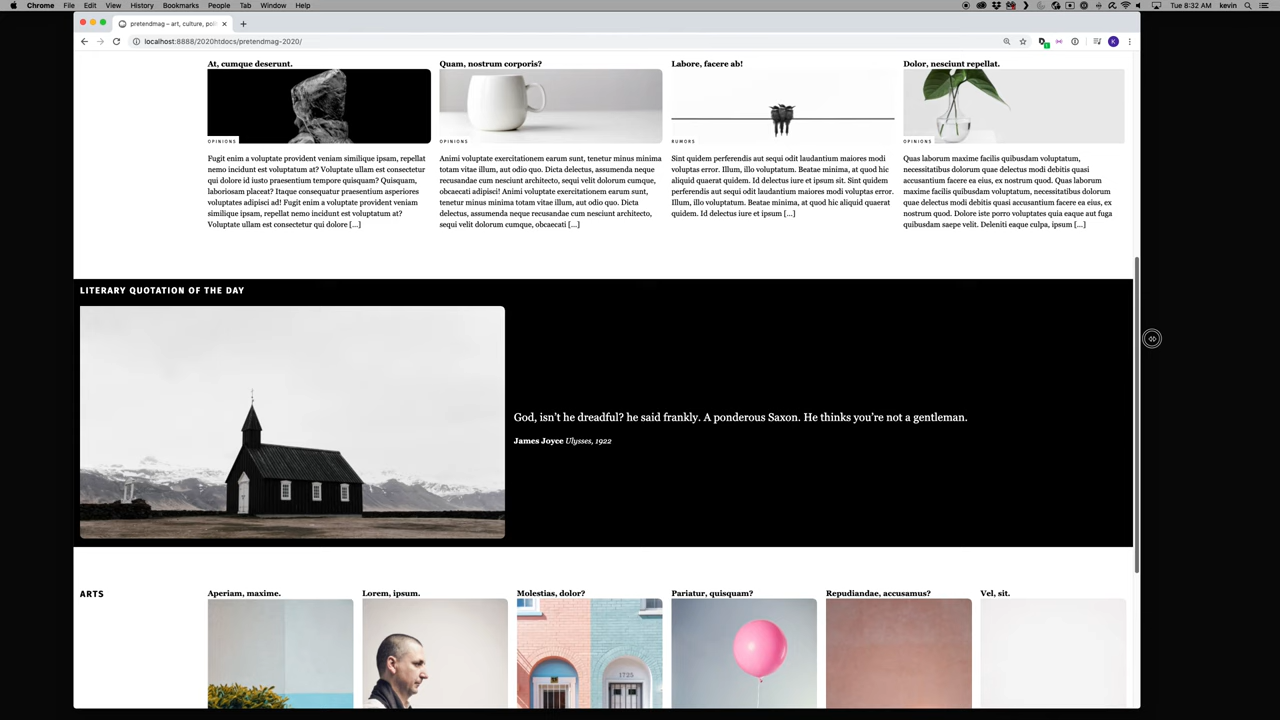 Chrome File Edit View History Bookmarks People Tab Window Help Tue 8:32 AM kevin
pretendmag – art, culture, pol
localhost:8888/2020htdocs/pretendmag-2020/
K
At, cumque deserunt.
OPINIONS
Fugit enim a voluptate provident veniam similique ipsam, repellat
nemo incidunt est voluptatum at? Voluptate ullam est consectetur
qui dolore id iusto praesentium tempore quisquam? Quisquam,
laboriosam placeat? Itaque consequatur praesentium asperiores
voluptates adipisci ad! Fugit enim a voluptate provident veniam
similique ipsam, repellat nemo incidunt est voluptatum at?
Voluptate ullam est consectetur qui dolore [...]
Quam, nostrum corporis?
OPINIONS
Animi voluptate exercitationem earum sunt, tenetur minus minima
totam vitae illum, aut odio quo. Dicta delectus, assumenda neque
recusandae cum nesciunt architecto, sequi velit dolorum cumque,
obcaecati adipisci! Animi voluptate exercitationem earum sunt,
tenetur minus minima totam vitae illum, aut odio quo. Dicta
delectus, assumenda neque recusandae cum nesciunt architecto,
sequi velit dolorum cumque, obcaecati [...]
Labore, facere ab!
RUMORS
Sint quidem perferendis aut sequi odit laudantium maiores modi
voluptas error. Illum, illo voluptatum. Beatae minima, at quod hic
aliquid quaerat quidem. Id delectus iure et ipsum sit. Sint quidem
perferendis aut sequi odit laudantium maiores modi voluptas error.
Illum, illo voluptatum. Beatae minima, at quod hic aliquid quaerat
quidem. Id delectus iure et ipsum [...]
Dolor, nesciunt repellat.
OPINIONS
Quas laborum maxime facilis quibusdam voluptatum,
necessitatibus dolorum quae delectus modi debitis quasi
accusantium facere ea eius, ex nostrum quod. Quas laborum
maxime facilis quibusdam voluptatum, necessitatibus dolorum
quae delectus modi debitis quasi accusantium facere ea eius, ex
nostrum quod. Dolore iste porro voluptates quia eaque aut fuga
quibusdam saepe velit. Deleniti eaque culpa, ipsum [...]
LITERARY QUOTATION OF THE DAY
God, isn't he dreadful? he said frankly. A ponderous Saxon. He thinks you're not a gentleman.
James Joyce Ulysses, 1922
ARTS
Aperiam, maxime.
Lorem, ipsum.
Molestias, dolor?
Pariatur, quisquam?
Repudiandae, accusamus?
Vel, sit.
1735